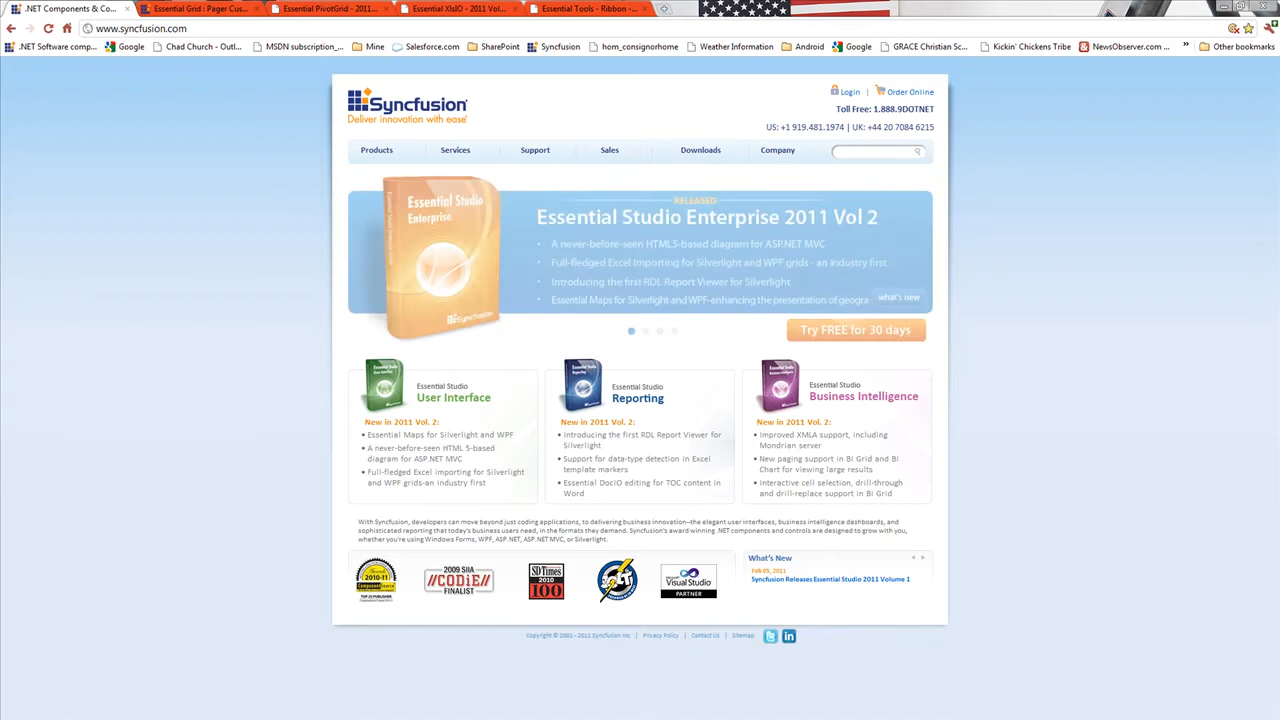 .NET Components & Co...
Essential Grid : Pager Cus...
Essential PivotGrid - 2011...
Essential XlsIO - 2011 Vol...
Essential Tools - Ribbon -...
www.syncfusion.com
.NET Software comp...
Google
Chad Church - Outl...
MSDN subscription_...
Mine
Salesforce.com
SharePoint
Syncfusion
hom_consignorhome
Weather Information
Android
Google
GRACE Christian Sc...
Kickin' Chickens Tribe
NewsObserver.com ...
Other bookmarks
Syncfusion
Deliver innovation with ease
Login | Order Online
Toll Free: 1.888.9DOTNET
US: +1 919.481.1974 | UK: +44 20 7084 6215
Products
Services
Support
Sales
Downloads
Company
Essential Studio
Enterprise
Syncfusion
RELEASED
Essential Studio Enterprise 2011 Vol 2
• A never-before-seen HTML5-based diagram for ASP.NET MVC
• Full-fledged Excel Importing for Silverlight and WPF grids - an industry first
• Introducing the first RDL Report Viewer for Silverlight
• Essential Maps for Silverlight and WPF-enhancing the presentation of geogra
what's new
Try FREE for 30 days
Essential Studio
User Interface
New in 2011 Vol. 2:
• Essential Maps for Silverlight and WPF
• A never-before-seen HTML 5-based
diagram for ASP.NET MVC
• Full-fledged Excel importing for Silverlight
and WPF grids-an industry first
Essential Studio
Reporting
New in 2011 Vol. 2:
• Introducing the first RDL Report Viewer for
Silverlight
• Support for data-type detection in Excel
template markers
• Essential DocIO editing for TOC content in
Word
Essential Studio
Business Intelligence
New in 2011 Vol. 2:
• Improved XMLA support, including
Mondrian server
• New paging support in BI Grid and BI
Chart for viewing large results
• Interactive cell selection, drill-through
and drill-replace support in BI Grid
With Syncfusion, developers can move beyond just coding applications, to delivering business innovation--the elegant user interfaces, business intelligence dashboards, and
sophisticated reporting that today's business users need, in the formats they demand. Syncfusion's award winning .NET components and controls are designed to grow with you,
whether you're using Windows Forms, WPF, ASP.NET, ASP.NET MVC, or Silverlight.
2010-11
2009 SIIA
CODiE
FINALIST
SD Times
2010
100
Visual Studio
PARTNER
What's New
Feb 05, 2011
Syncfusion Releases Essential Studio 2011 Volume 1
Copyright © 2001 - 2011 Syncfusion Inc | Privacy Policy | Contact Us | Sitemap